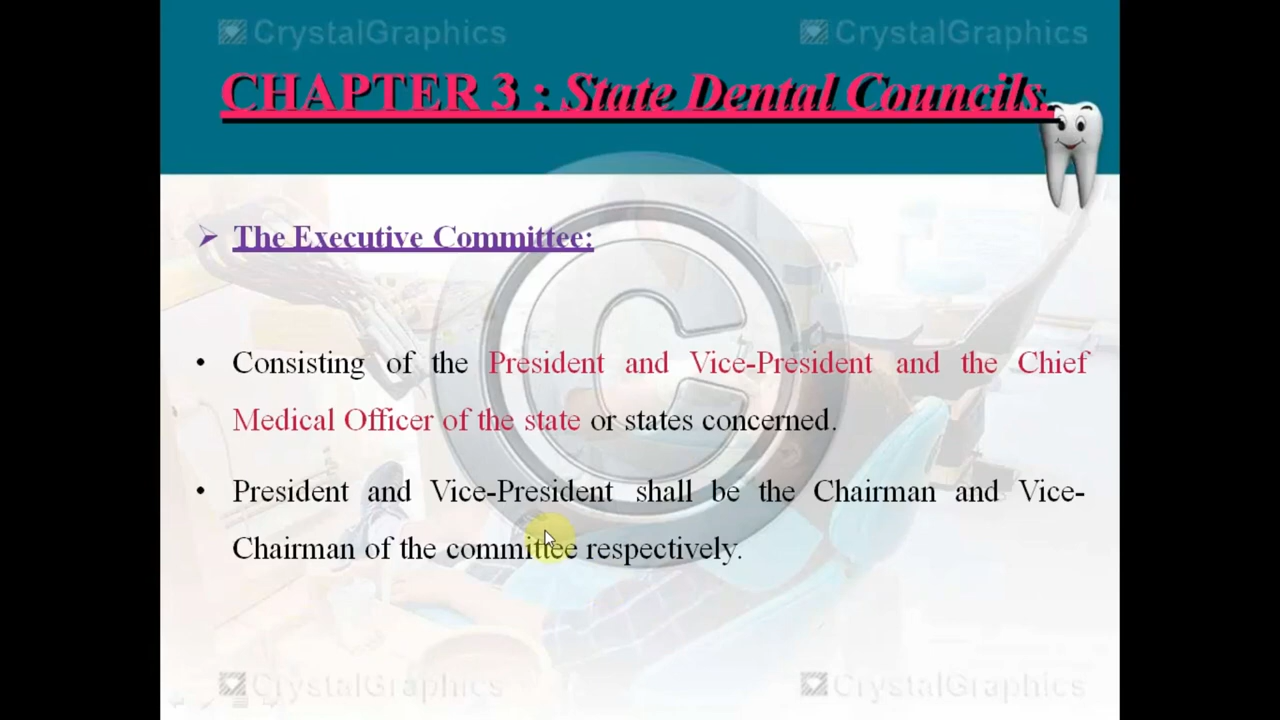 CrystalGraphics CrystalGraphics
CHAPTER 3 : State Dental Councils.
➢ The Executive Committee:
• Consisting of the President and Vice-President and the Chief
Medical Officer of the state or states concerned.
• President and Vice-President shall be the Chairman and Vice-
Chairman of the committee respectively.
CrystalGraphics CrystalGraphics